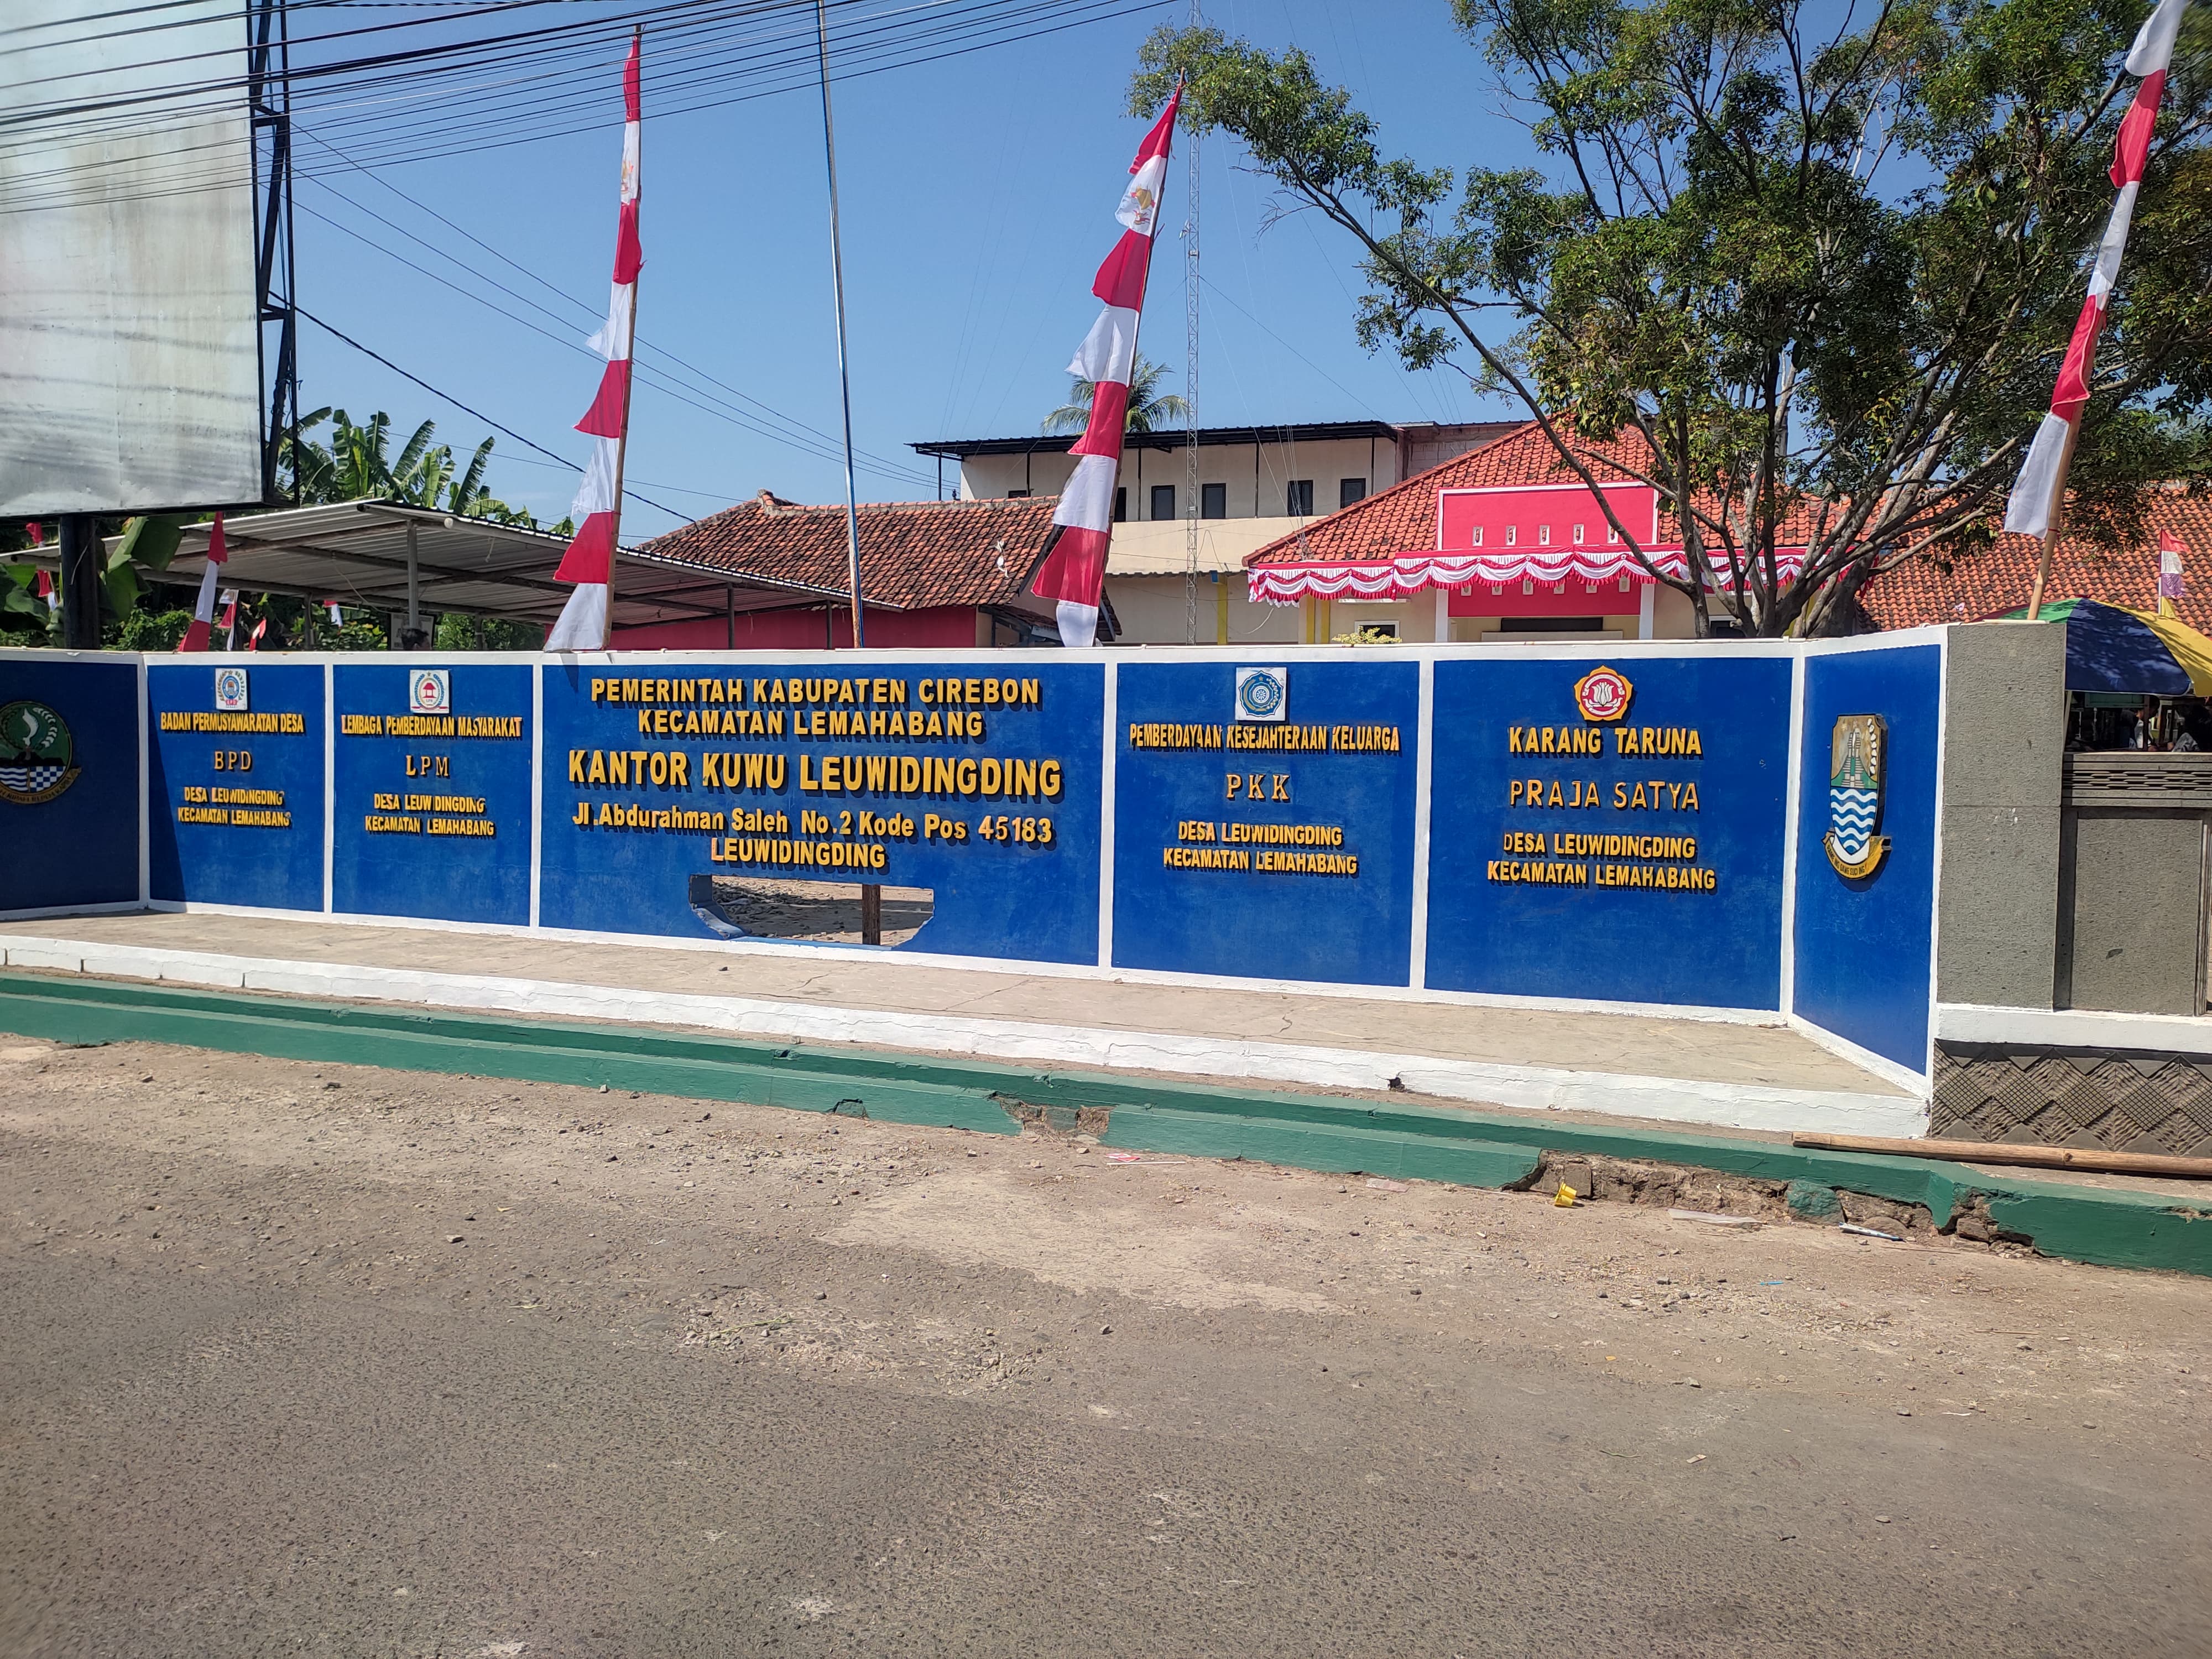 BADAN PERMUSYAWARATAN DESA
BPD
DESA LEUWIDINGDING
KECAMATAN LEMAHABANG
LEMBAGA PEMBERDAYAAN MASYARAKAT
LPM
DESA LEUW DINGDING
KECAMATAN LEMAHABANG
PEMERINTAH KABUPATEN CIREBON
KECAMATAN LEMAHABANG
KANTOR KUWU LEUWIDINGDING
Jl.Abdurahman Saleh No.2 Kode Pos 45183
LEUWIDINGDING
PEMBERDAYAAN KESEJAHTERAAN KELUARGA
PKK
DESA LEUWIDINGDING
KECAMATAN LEMAHABANG
KARANG TARUNA
PRAJA SATYA
DESA LEUWIDINGDING
KECAMATAN LEMAHABANG